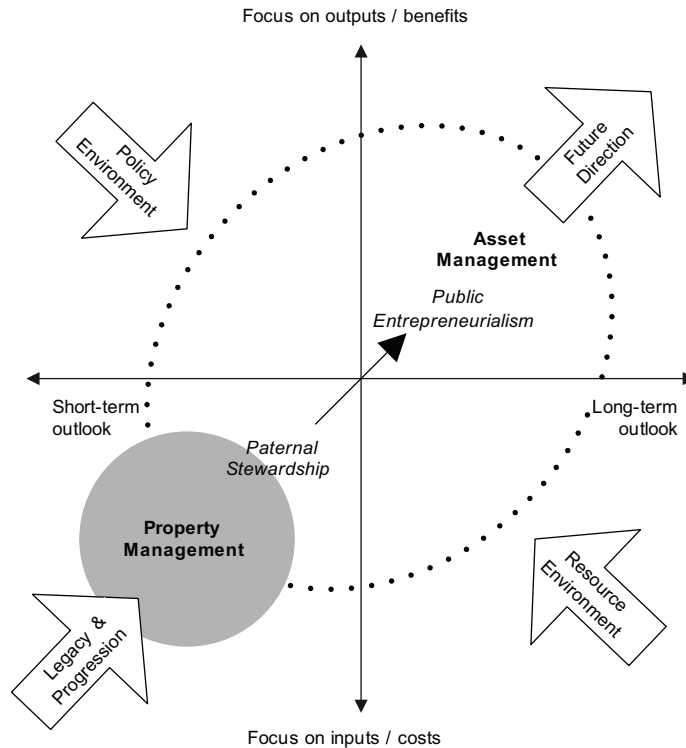 Focus on outputs / benefits
Policy
Environment
Future
Direction
Asset
Management
Public
Entrepreneurialism
Short-term
outlook
Long-term
outlook
Paternal
Stewardship
Property
Management
Legacy &
Progression
Resource
Environment
Focus on inputs / costs